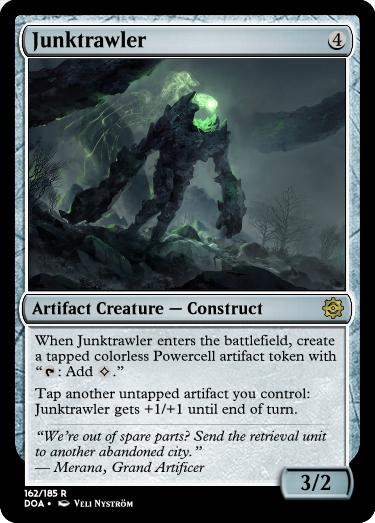 Junktrawler 4
Artifact Creature — Construct
When Junktrawler enters the battlefield, create
a tapped colorless Powercell artifact token with
“: Add .”
Tap another untapped artifact you control:
Junktrawler gets +1/+1 until end of turn.
“We’re out of spare parts? Send the retrieval unit
to another abandoned city.”
— Merana, Grand Artificer
3/2
162/185 R
DOA • Veli Nyström